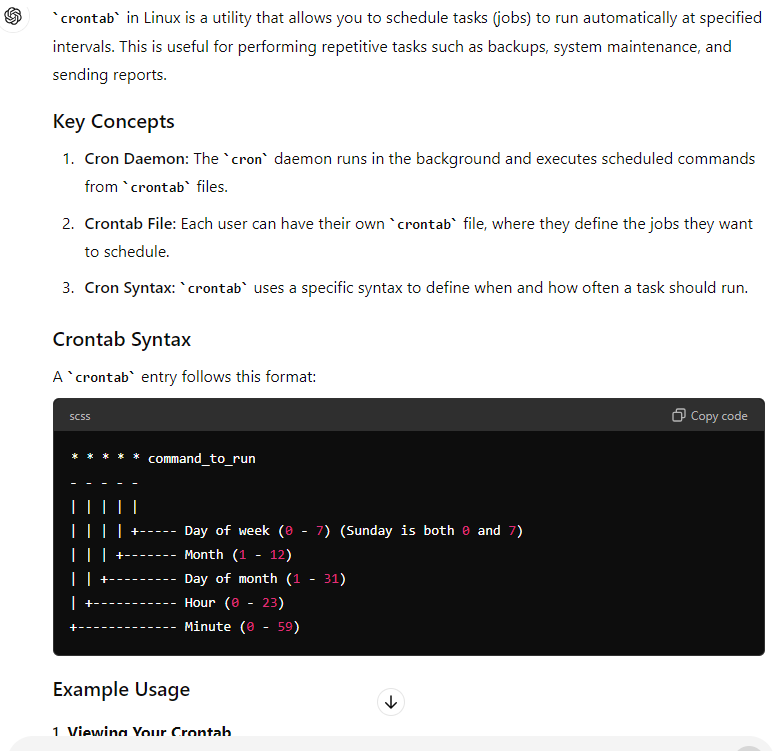 `crontab` in Linux is a utility that allows you to schedule tasks (jobs) to run automatically at specified
intervals. This is useful for performing repetitive tasks such as backups, system maintenance, and
sending reports.
Key Concepts
1. Cron Daemon: The `cron` daemon runs in the background and executes scheduled commands
from `crontab` files.
2. Crontab File: Each user can have their own `crontab` file, where they define the jobs they want
to schedule.
3. Cron Syntax: `crontab` uses a specific syntax to define when and how often a task should run.
Crontab Syntax
A `crontab` entry follows this format:
scss Copy code
* * * * * command_to_run
- - - - -
| | | | |
| | | | +----- Day of week (0 - 7) (Sunday is both 0 and 7)
| | | +------- Month (1 - 12)
| | +--------- Day of month (1 - 31)
| +----------- Hour (0 - 23)
+------------- Minute (0 - 59)
Example Usage
1. Viewing Your Crontab